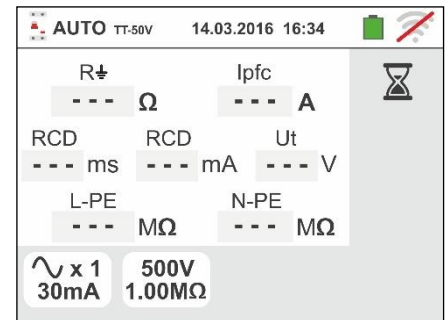 AUTO TT-50V 14.03.2016 16:34
R⏚ Ipfc
- - - Ω - - - A
RCD RCD Ut
- - - ms - - - mA - - - V
L-PE N-PE
- - - MΩ - - - MΩ
∿ x 1 500V
30mA 1.00MΩ